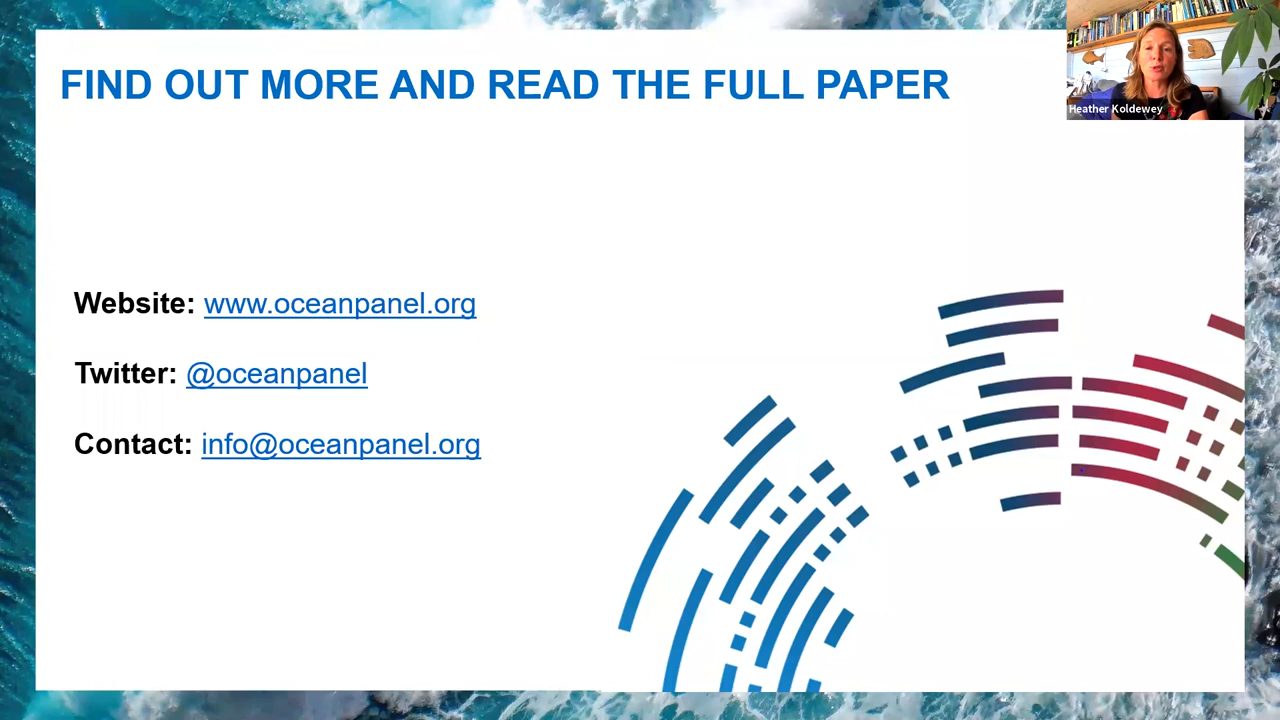 FIND OUT MORE AND READ THE FULL PAPER
Heather Koldewey
Website: www.oceanpanel.org
Twitter: @oceanpanel
Contact: info@oceanpanel.org